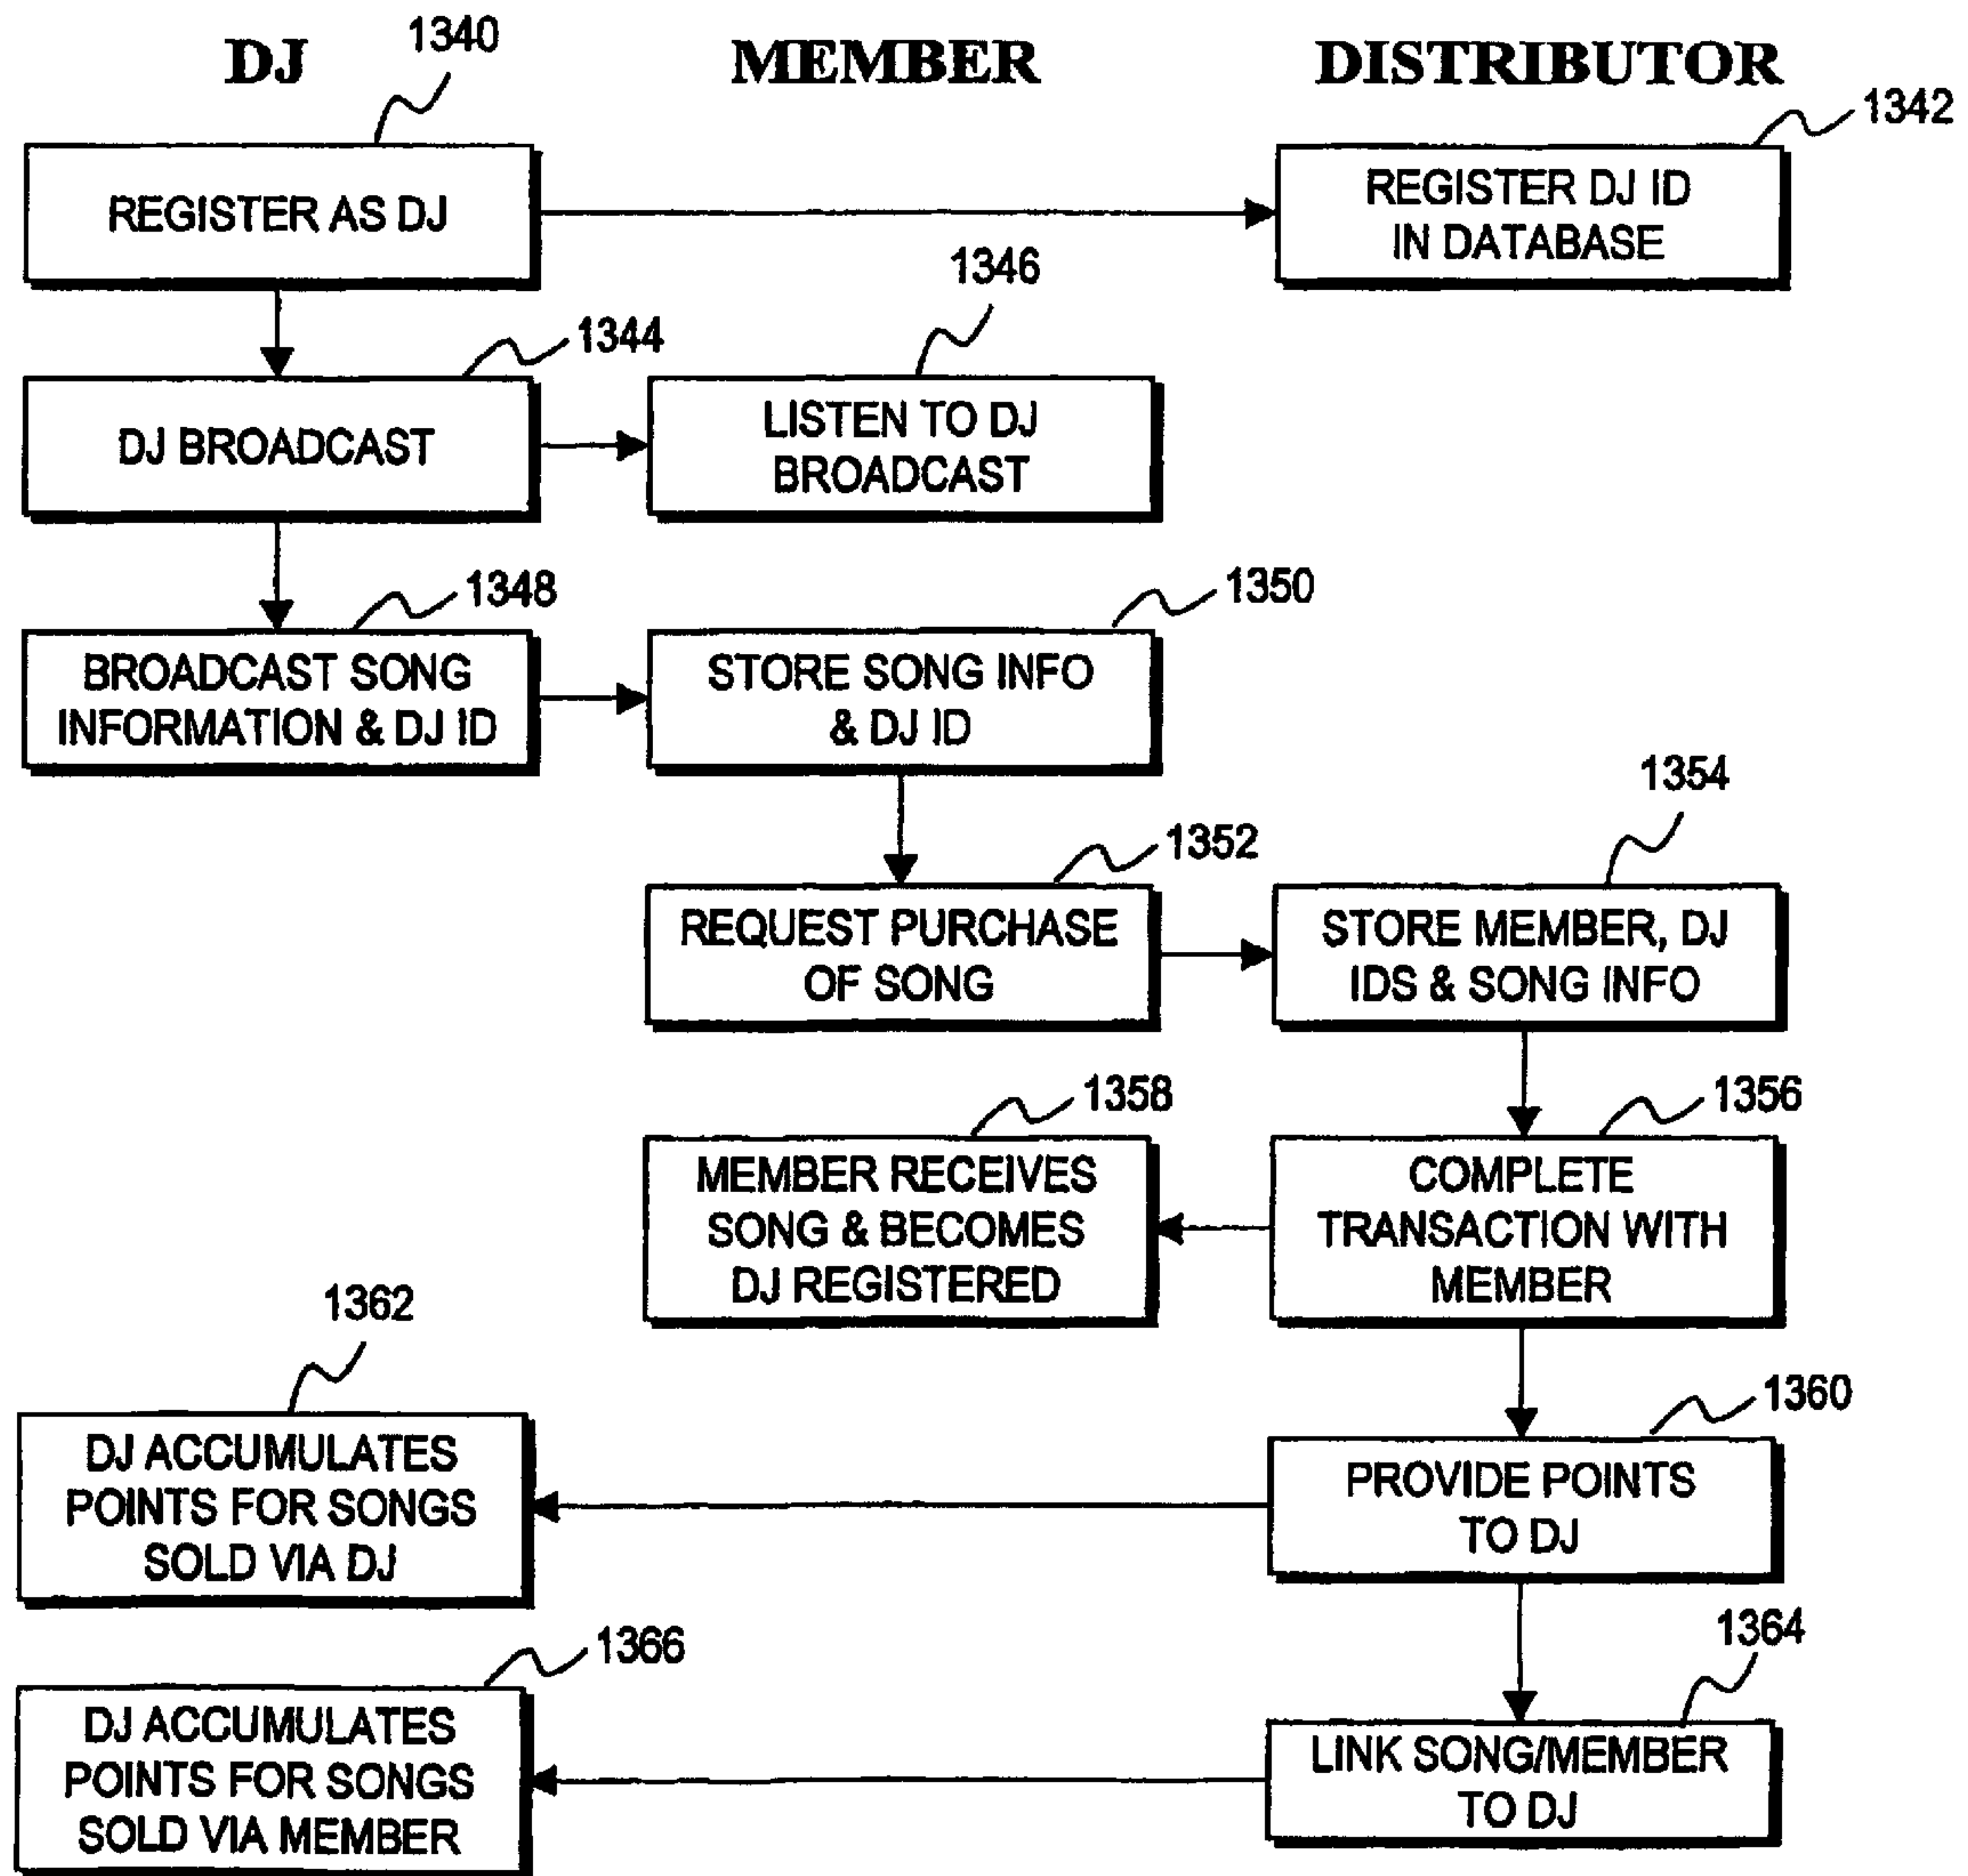 DJ
MEMBER
DISTRIBUTOR
1340
1342
REGISTER AS DJ
REGISTER DJ ID
IN DATABASE
1344
1346
DJ BROADCAST
LISTEN TO DJ
BROADCAST
1348
1350
BROADCAST SONG
INFORMATION & DJ ID
STORE SONG INFO
& DJ ID
1352
1354
REQUEST PURCHASE
OF SONG
STORE MEMBER, DJ
IDS & SONG INFO
1358
1356
MEMBER RECEIVES
SONG & BECOMES
DJ REGISTERED
COMPLETE
TRANSACTION WITH
MEMBER
1362
1360
DJ ACCUMULATES
POINTS FOR SONGS
SOLD VIA DJ
PROVIDE POINTS
TO DJ
1366
1364
DJ ACCUMULATES
POINTS FOR SONGS
SOLD VIA MEMBER
LINK SONG/MEMBER
TO DJ